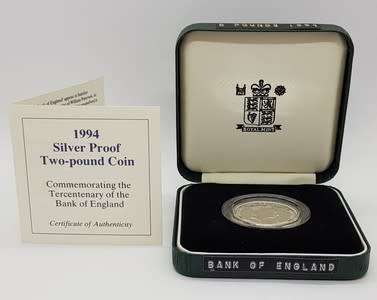 1994
Silver Proof
Two-pound Coin
Commemorating the
Tercentenary of the
Bank of England
Certificate of Authenticity
ROYAL MINT
BANK OF ENGLAND